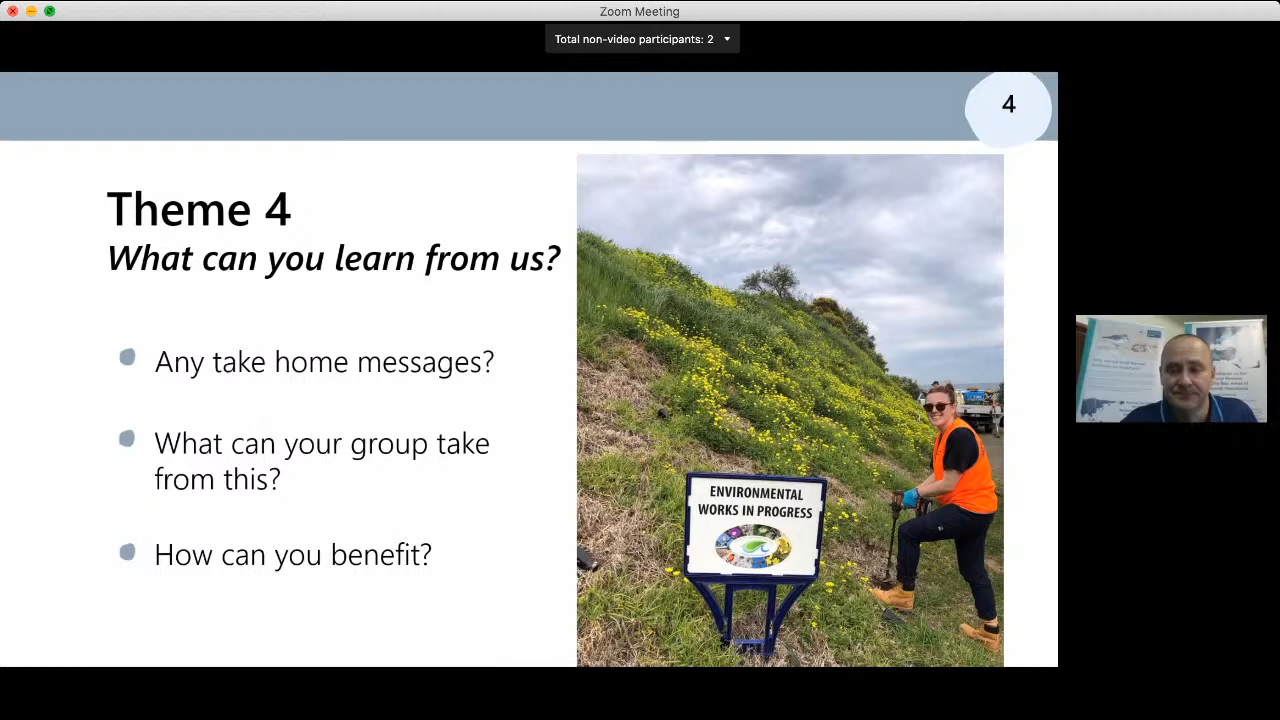 Zoom Meeting
Total non-video participants: 2
4
Theme 4
What can you learn from us?
Any take home messages?
What can your group take
from this?
How can you benefit?
ENVIRONMENTAL
WORKS IN PROGRESS